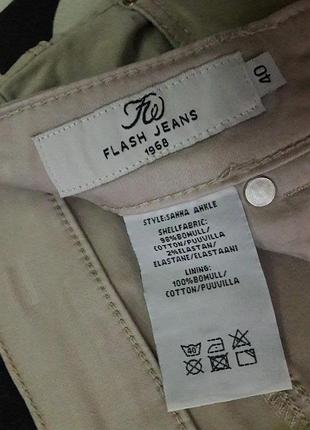 FW
FLASH JEANS
1968
40
STYLE:SANNA ANKLE
SHELLFABRIC:
98%BOMULL/
COTTON/PUUVILLA
2%ELASTAN/
ELASTANE/ELASTAANI
LINING:
100%BOMULL/
COTTON/PUUVILLA
40